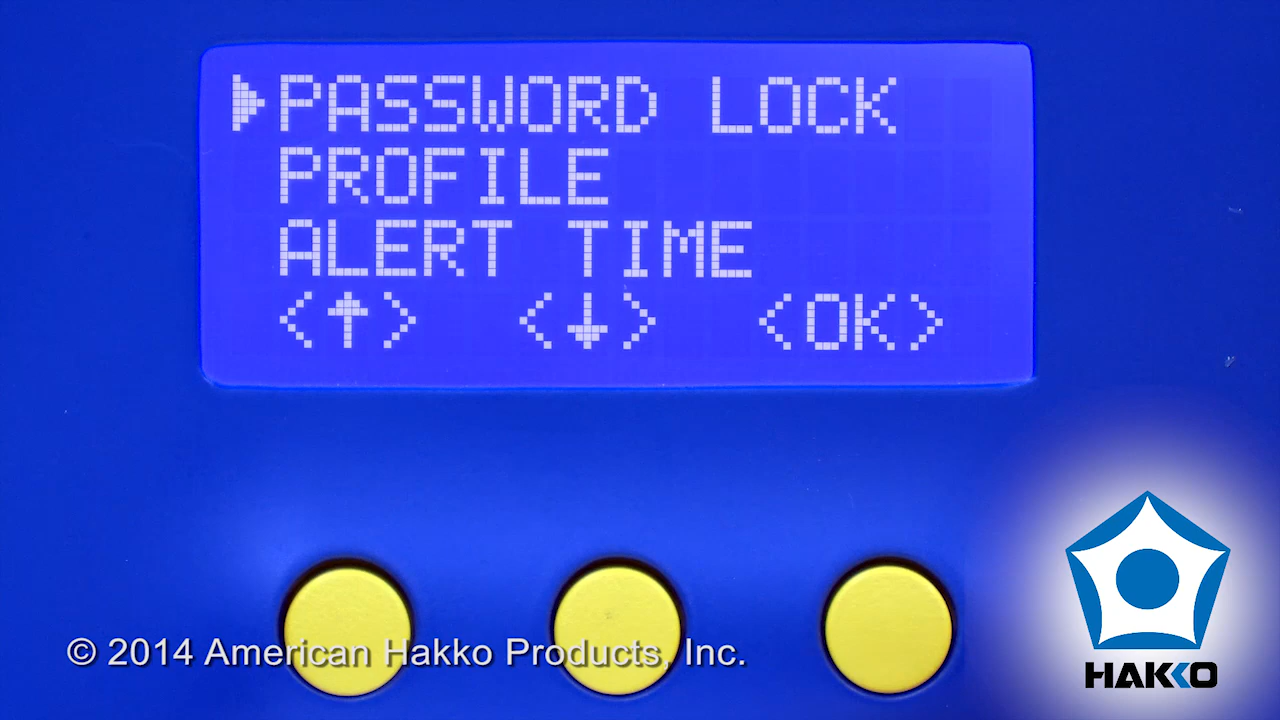 ▶PASSWORD LOCK
PROFILE
ALERT TIME
<↑> <↓> <OK>
© 2014 American Hakko Products, Inc.
HAKKO